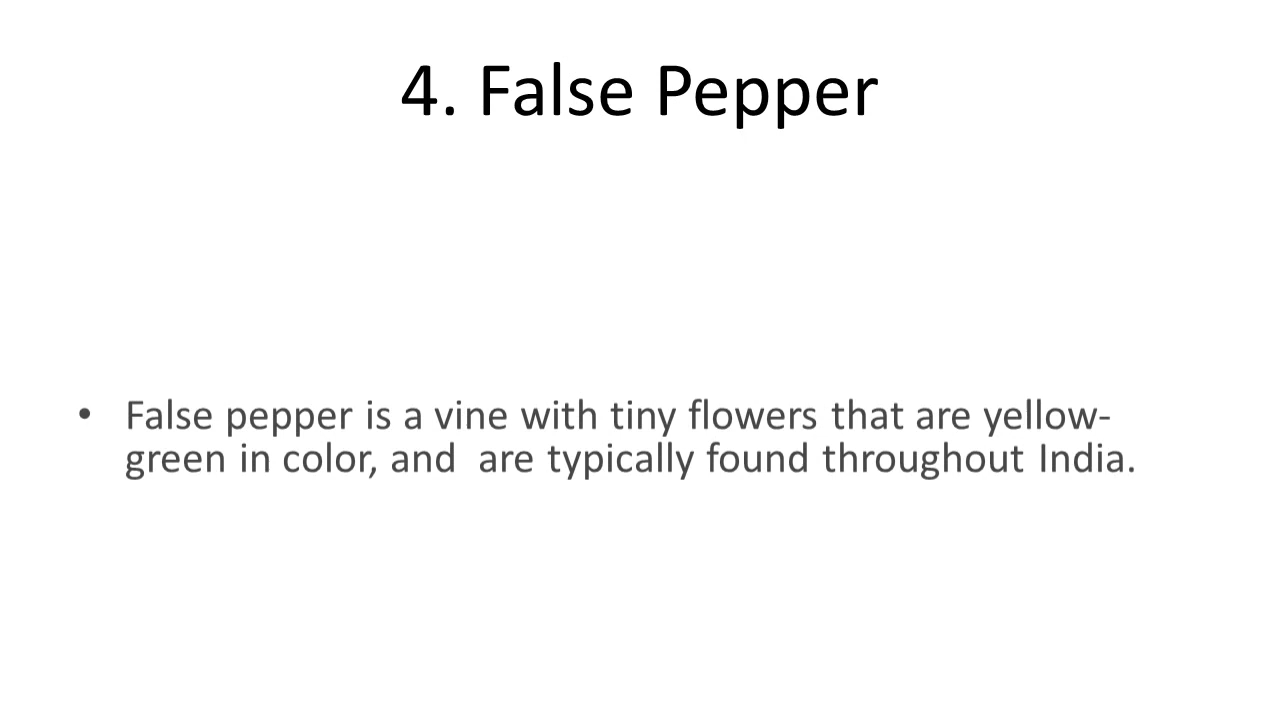 4. False Pepper
• False pepper is a vine with tiny flowers that are yellow-
green in color, and  are typically found throughout India.